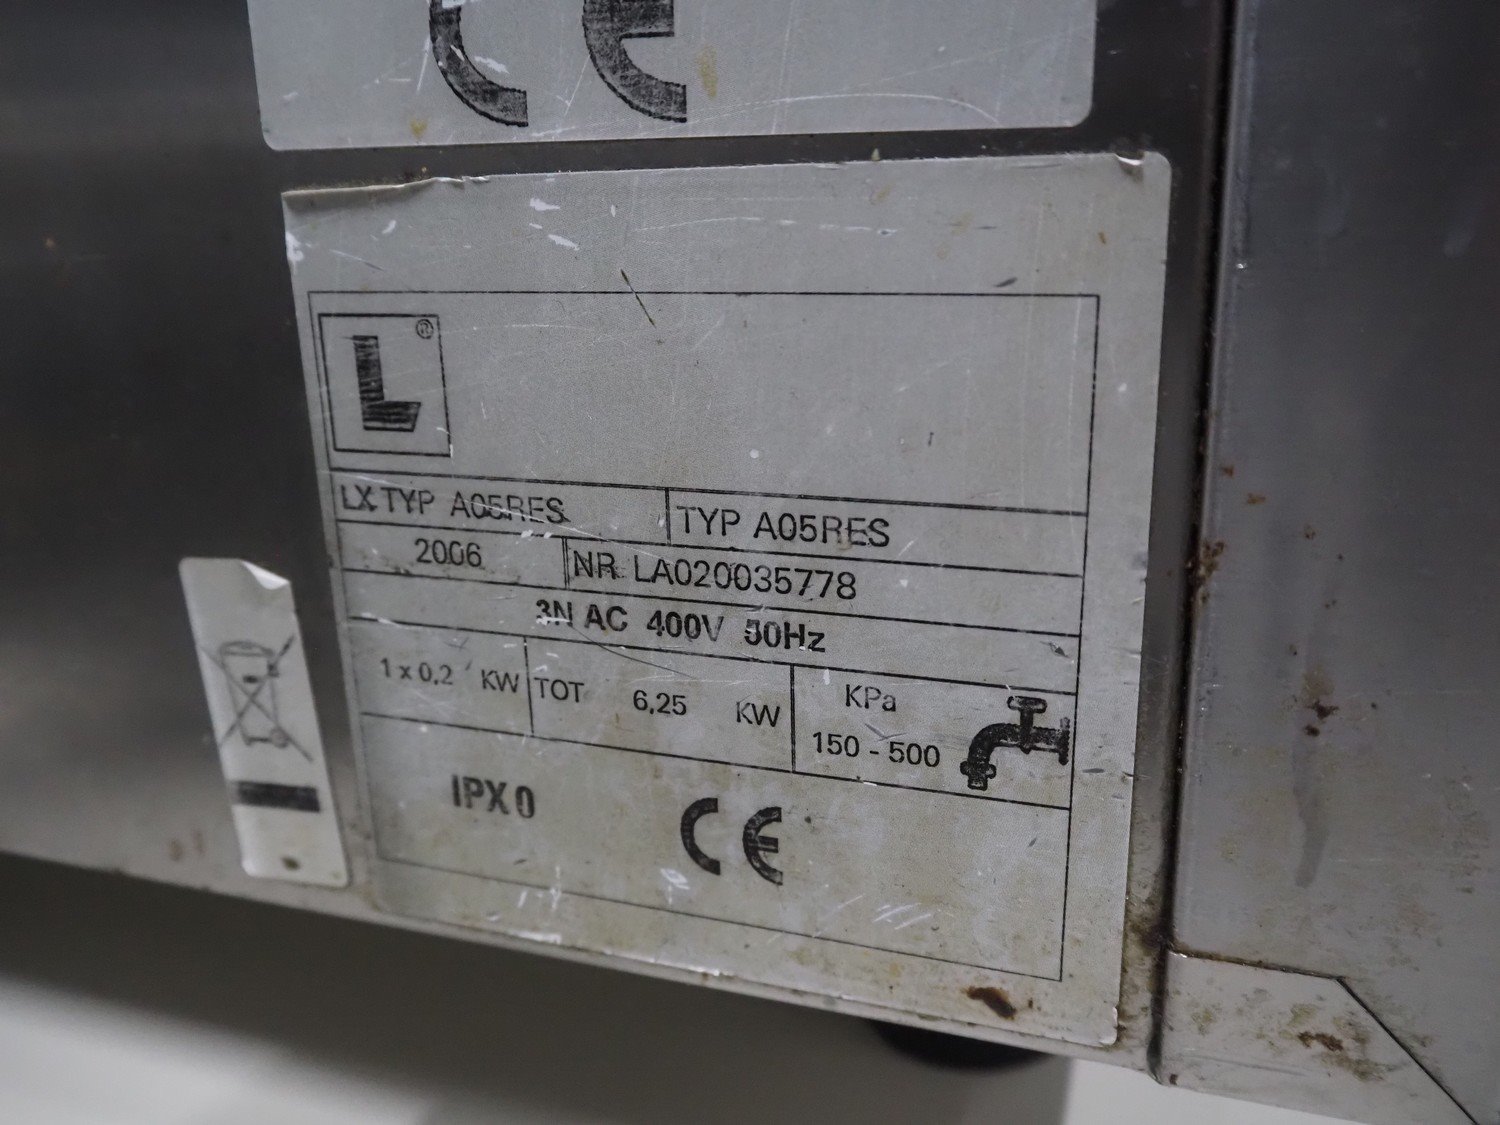 CE
L ®
LX TYP A05RES TYP A05RES
2006 NR LA020035778
3N AC 400V 50Hz
1 x 0,2 KW TOT 6,25 KW KPa
150 - 500
IPX0 CE